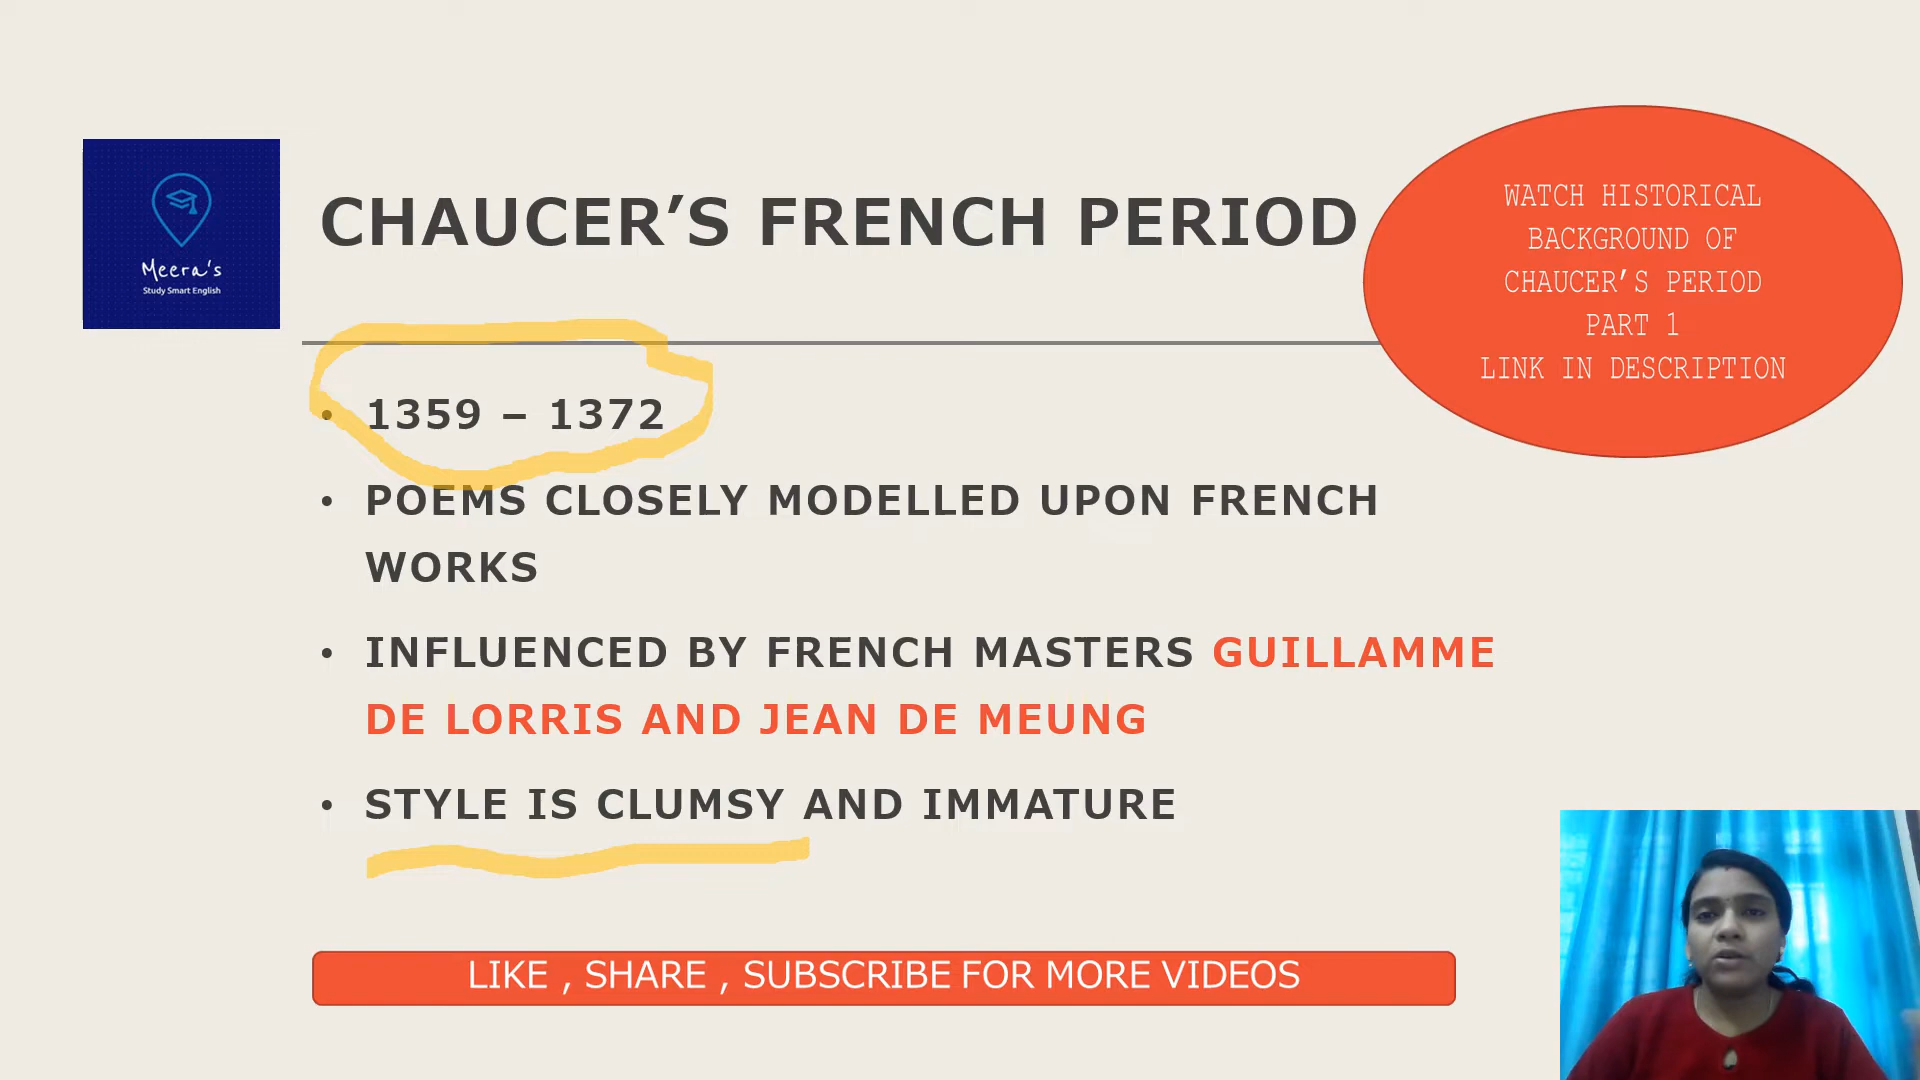 Meera's
Study Smart English
CHAUCER’S FRENCH PERIOD
WATCH HISTORICAL
BACKGROUND OF
CHAUCER’S PERIOD
PART 1
LINK IN DESCRIPTION
• 1359 – 1372
• POEMS CLOSELY MODELLED UPON FRENCH
WORKS
• INFLUENCED BY FRENCH MASTERS GUILLAMME
DE LORRIS AND JEAN DE MEUNG
• STYLE IS CLUMSY AND IMMATURE
LIKE , SHARE , SUBSCRIBE FOR MORE VIDEOS